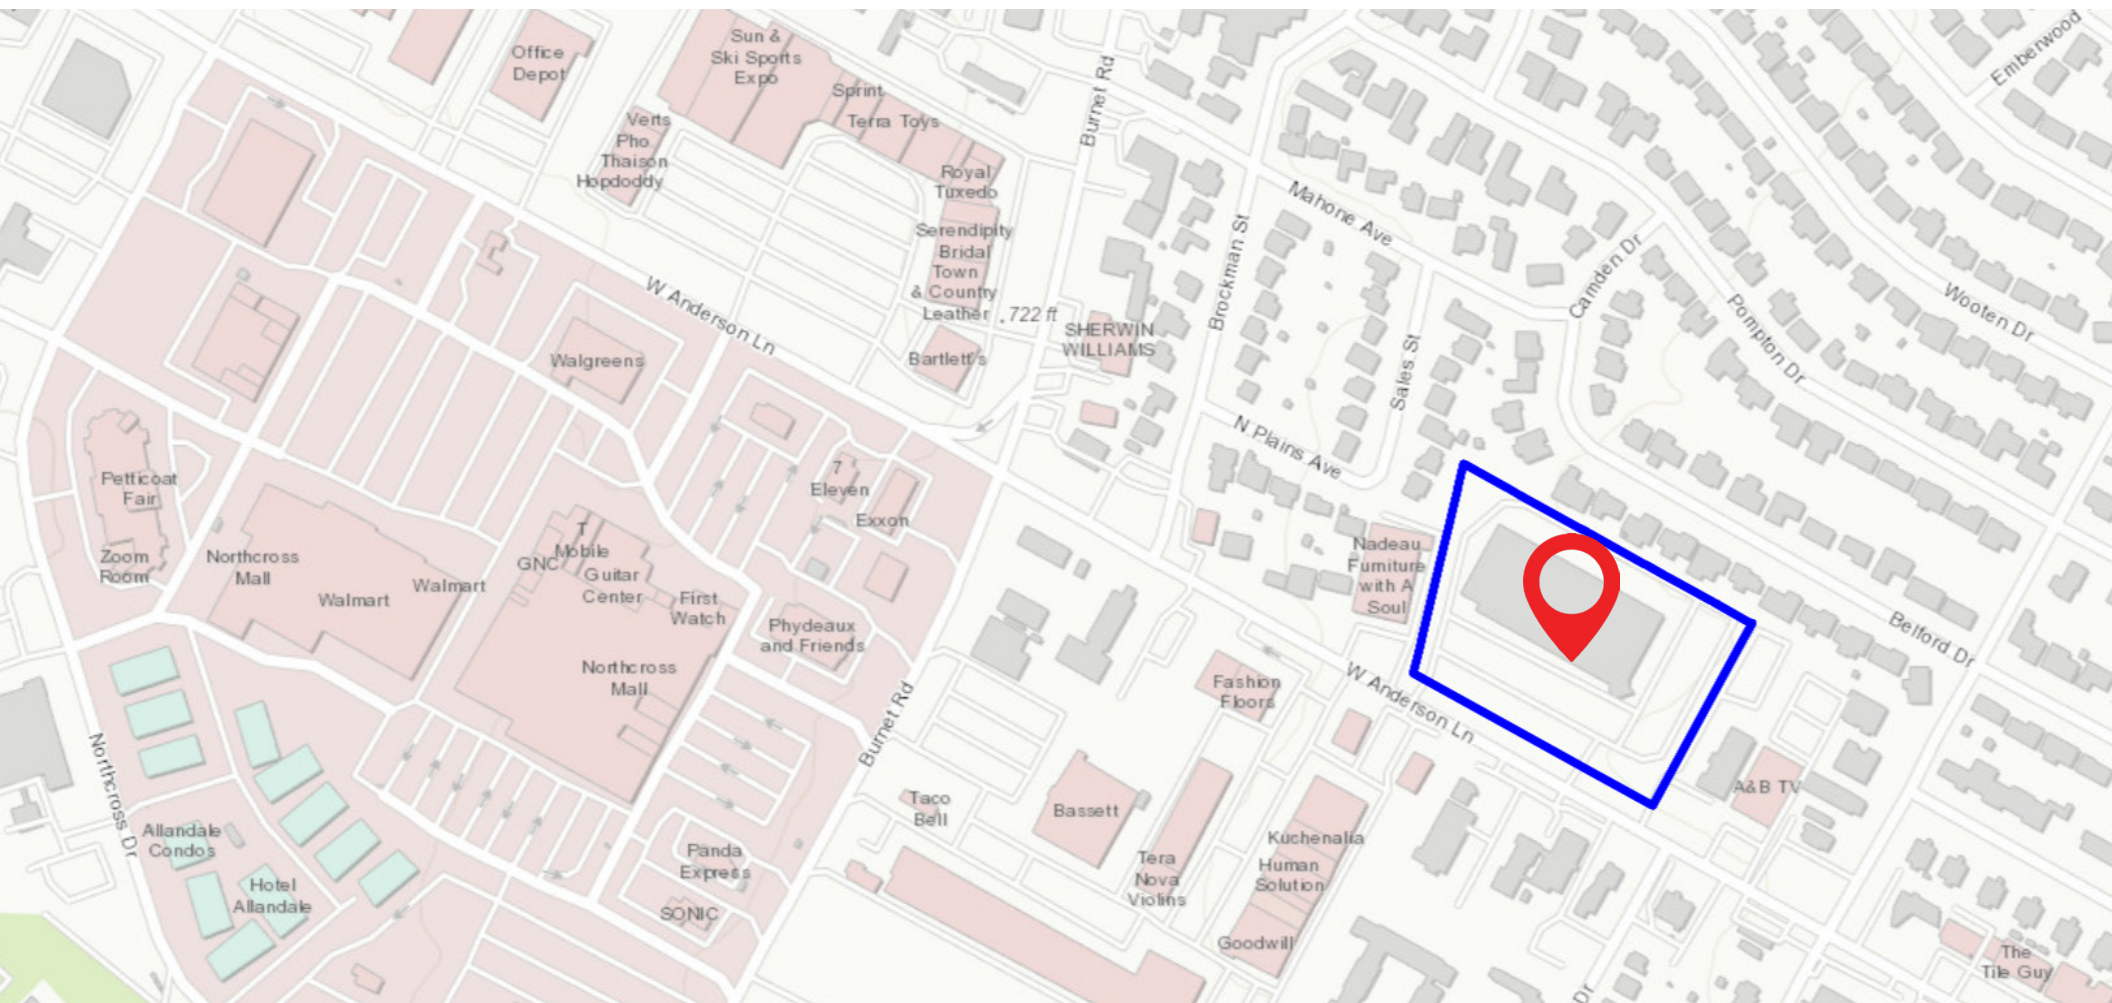 Emberwood
Office
Depot
Sun &
Ski Sports
Expo
Sprint
Terra Toys
Burnet Rd
Verts
Pho
Thaison
Hopdoddy
Royal
Tuxedo
Serendipity
Bridal
Town
& Country
Leather
.722 ft
Mahone Ave
Brockman St
Camden Dr
Wooten Dr
Pompton Dr
W Anderson Ln
SHERWIN
WILLIAMS
Walgreens
Bartlett's
Sales St
N Plains Ave
Petticoat
Fair
7
Eleven
Exxon
Zoom
Room
Northcross
Mall
Walmart
Walmart
T
Mobile
GNC
Guitar
Center
First
Watch
Nadeau
Furniture
with A
Soul
Phydeaux
and Friends
Northcross
Mall
Belford Dr
Fashion
Floors
W Anderson Ln
Burnet Rd
Northcross Dr
Taco
Bell
Bassett
A&B TV
Allandale
Condos
Panda
Express
Kuchenalia
Human
Solution
Tera
Nova
Violins
Hotel
Allandale
SONIC
Goodwill
The
Tile Guy
Dr